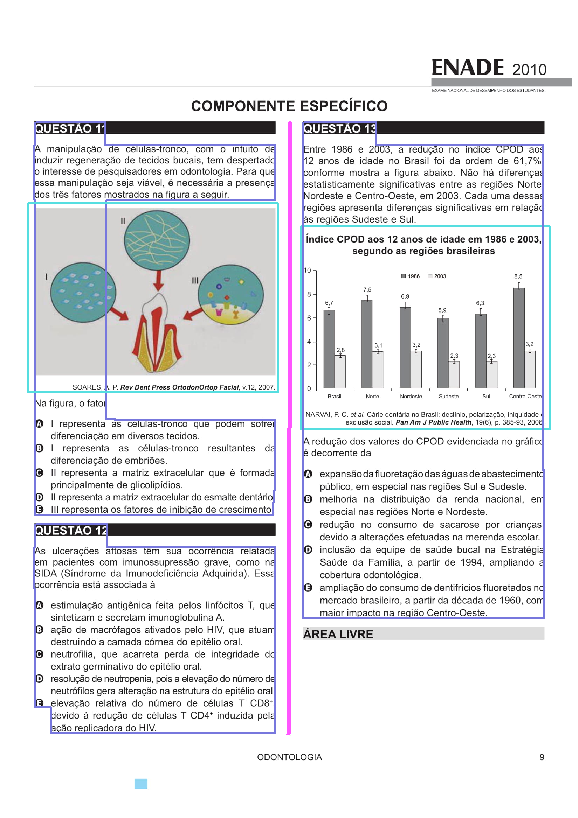 ENADE 2010
EXAME NACIONAL DE DESEMPENHO DOS ESTUDANTES
COMPONENTE ESPECÍFICO
QUESTÃO 11
A manipulação de células-tronco, com o intuito de
induzir regeneração de tecidos bucais, tem despertado
o interesse de pesquisadores em odontologia. Para que
essa manipulação seja viável, é necessária a presença
dos três fatores mostrados na figura a seguir.
I
II
III
SOARES, A. P. Rev Dent Press OrtodonOrtop Facial, v.12, 2007.
Na figura, o fator
A I representa as células-tronco que podem sofrer
diferenciação em diversos tecidos.
B I representa as células-tronco resultantes da
diferenciação de embriões.
C II representa a matriz extracelular que é formada
principalmente de glicolipídios.
D II representa a matriz extracelular do esmalte dentário.
E III representa os fatores de inibição de crescimento.
QUESTÃO 12
As ulcerações aftosas têm sua ocorrência relatada
em pacientes com imunossupressão grave, como na
SIDA (Síndrome da Imunodeficiência Adquirida). Essa
ocorrência está associada à
A estimulação antigênica feita pelos linfócitos T, que
sintetizam e secretam imunoglobulina A.
B ação de macrófagos ativados pelo HIV, que atuam
destruindo a camada córnea do epitélio oral.
C neutrofilia, que acarreta perda de integridade do
extrato germinativo do epitélio oral.
D resolução de neutropenia, pois a elevação do número de
neutrófilos gera alteração na estrutura do epitélio oral.
E elevação relativa do número de células T CD8+
devido à redução de células T CD4+ induzida pela
ação replicadora do HIV.
QUESTÃO 13
Entre 1986 e 2003, a redução no índice CPOD aos
12 anos de idade no Brasil foi da ordem de 61,7%,
conforme mostra a figura abaixo. Não há diferenças
estatisticamente significativas entre as regiões Norte,
Nordeste e Centro-Oeste, em 2003. Cada uma dessas
regiões apresenta diferenças significativas em relação
às regiões Sudeste e Sul.
Índice CPOD aos 12 anos de idade em 1986 e 2003,
segundo as regiões brasileiras
1986 2003
10
8
6
4
2
0
6,7 2,8 7,5 3,1 6,9 3,2 5,9 2,3 6,3 2,3 8,5 3,2
Brasil Norte Nordeste Sudeste Sul Centro-Oeste
NARVAI, P. C. et al. Cárie dentária no Brasil: declínio, polarização, iniquidade e
exclusão social. Pan Am J Public Health, 19(6), p. 385-93, 2006.
A redução dos valores do CPOD evidenciada no gráfico
é decorrente da
A expansão da fluoretação das águas de abastecimento
público, em especial nas regiões Sul e Sudeste.
B melhoria na distribuição da renda nacional, em
especial nas regiões Norte e Nordeste.
C redução no consumo de sacarose por crianças,
devido a alterações efetuadas na merenda escolar.
D inclusão da equipe de saúde bucal na Estratégia
Saúde da Família, a partir de 1994, ampliando a
cobertura odontológica.
E ampliação do consumo de dentifrícios fluoretados no
mercado brasileiro, a partir da década de 1960, com
maior impacto na região Centro-Oeste.
ÁREA LIVRE
ODONTOLOGIA
9